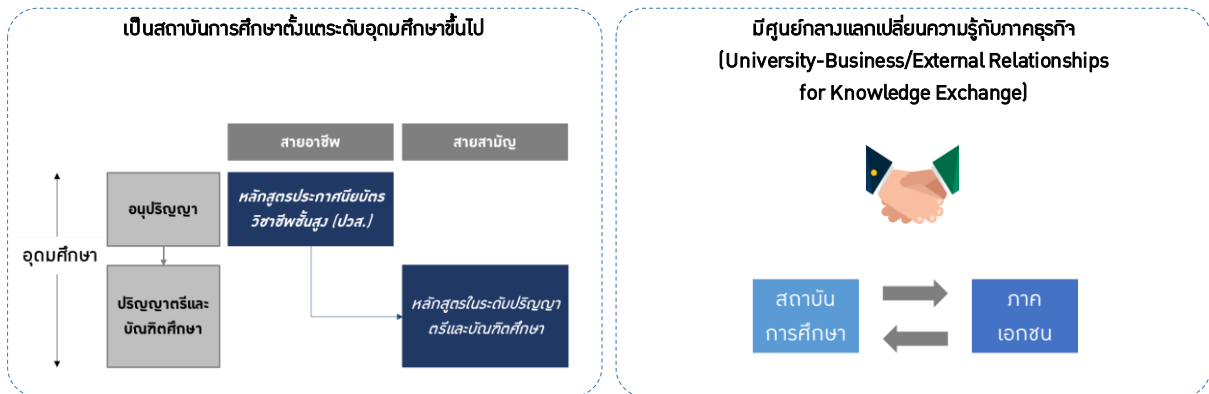 เป็นสถาบันการศึกษาตั้งแต่ระดับอุดมศึกษาขึ้นไป
สายอาชีพ
สายสามัญ
อุดมศึกษา
อนุปริญญา
หลักสูตรประกาศนียบัตร
วิชาชีพชั้นสูง (ปวส.)
ปริญญาตรีและ
บัณฑิตศึกษา
หลักสูตรในระดับปริญญา
ตรีและบัณฑิตศึกษา
มีศูนย์กลางแลกเปลี่ยนความรู้กับภาคธุรกิจ
(University-Business/External Relationships
for Knowledge Exchange)
สถาบัน
การศึกษา
ภาค
เอกชน